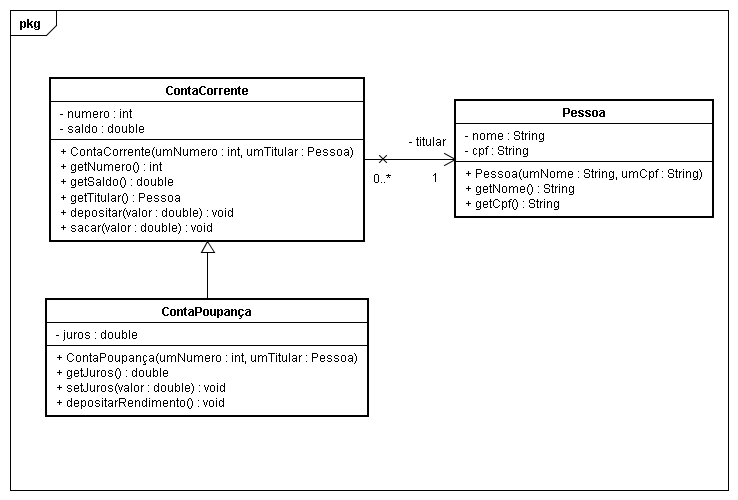 pkg
ContaCorrente
- numero : int
- saldo : double
+ ContaCorrente(umNumero : int, umTitular : Pessoa)
+ getNumero() : int
+ getSaldo() : double
+ getTitular() : Pessoa
+ depositar(valor : double) : void
+ sacar(valor : double) : void
- titular
0..*
1
Pessoa
- nome : String
- cpf : String
+ Pessoa(umNome : String, umCpf : String)
+ getNome() : String
+ getCpf() : String
ContaPoupança
- juros : double
+ ContaPoupança(umNumero : int, umTitular : Pessoa)
+ getJuros() : double
+ setJuros(valor : double) : void
+ depositarRendimento() : void